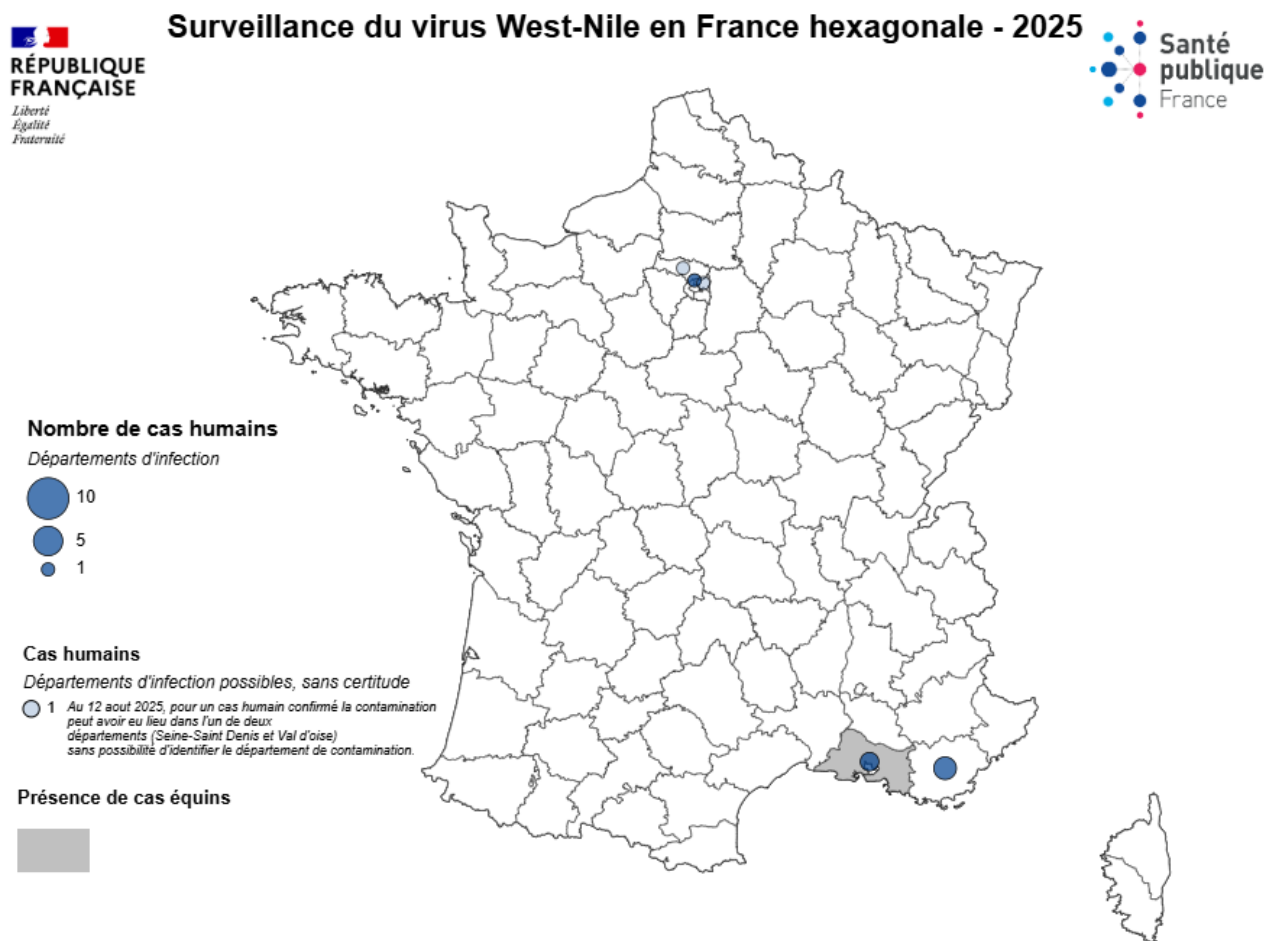 Surveillance du virus West-Nile en France hexagonale - 2025
RÉPUBLIQUE
FRANÇAISE
Liberté
Égalité
Fraternité
Santé
publique
France
Nombre de cas humains
Départements d'infection
10
5
1
Cas humains
Départements d'infection possibles, sans certitude
1 Au 12 aout 2025, pour un cas humain confirmé la contamination
peut avoir eu lieu dans l'un de deux
départements (Seine-Saint Denis et Val d'oise)
sans possibilité d'identifier le département de contamination.
Présence de cas équins